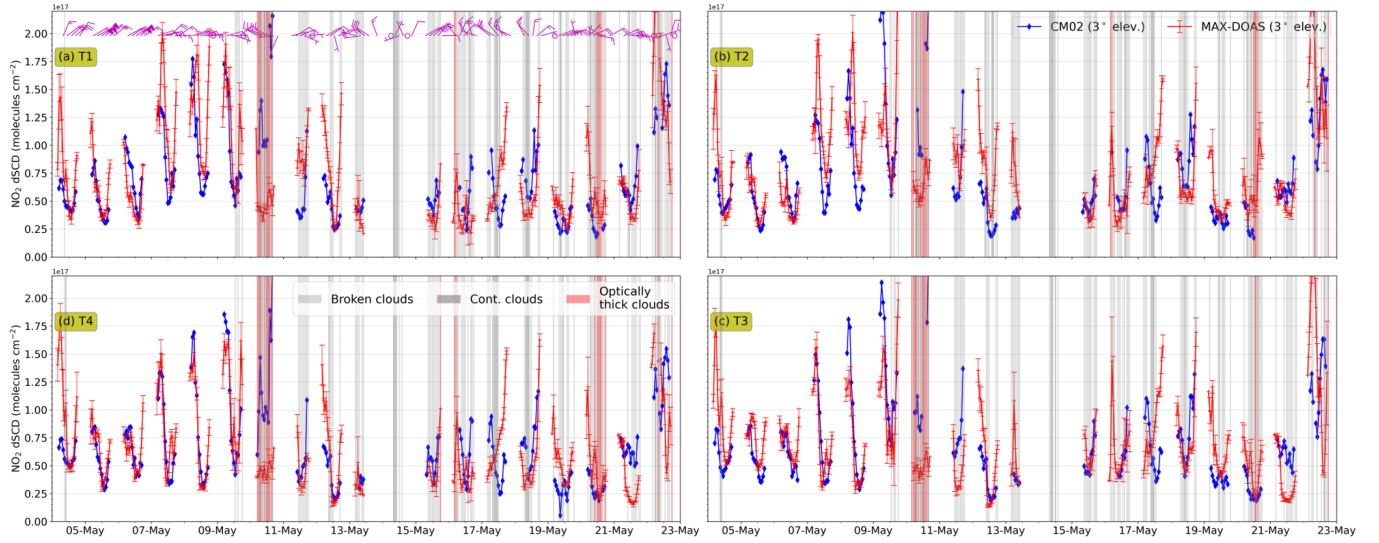 1e17
1e17
2.00
(a) T1
(b) T2
CM02 (3° elev.)
MAX-DOAS (3° elev.)
1.75
1.50
1.25
1.00
0.75
0.50
0.25
0.00
NO2 dSCD (molecules cm−2)
1e17
1e17
2.00
(d) T4
Broken clouds
Cont. clouds
Optically
thick clouds
(c) T3
1.75
1.50
1.25
1.00
0.75
0.50
0.25
0.00
NO2 dSCD (molecules cm−2)
05-May 07-May 09-May 11-May 13-May 15-May 17-May 19-May 21-May 23-May
05-May 07-May 09-May 11-May 13-May 15-May 17-May 19-May 21-May 23-May